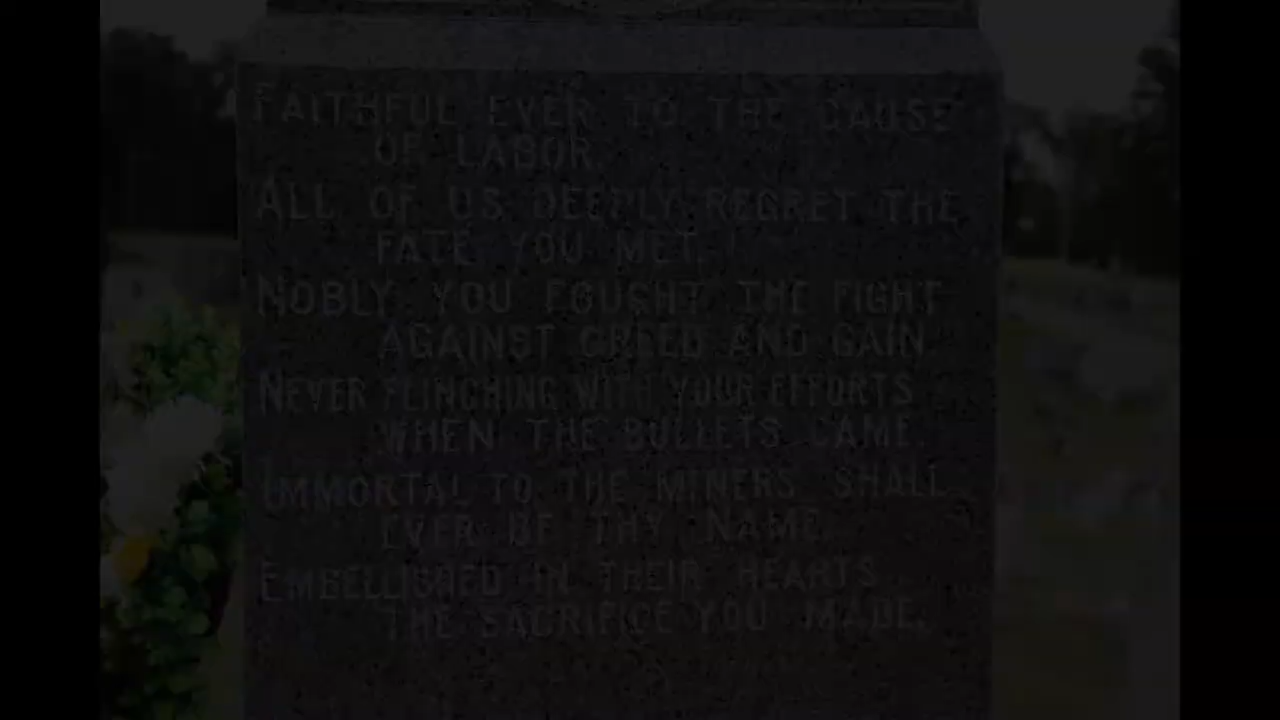 FAITHFUL EVER TO THE CAUSE
OF LABOR.
ALL OF US DEEPLY REGRET THE
FATE YOU MET.
NOBLY YOU FOUGHT THE FIGHT
AGAINST GREED AND GAIN
NEVER FLINCHING WITH YOUR EFFORTS
WHEN THE BULLETS CAME.
IMMORTAL TO THE MINERS SHALL
EVER BE THY NAME.
EMBELLISHED IN THEIR HEARTS
THE SACRIFICE YOU MADE.